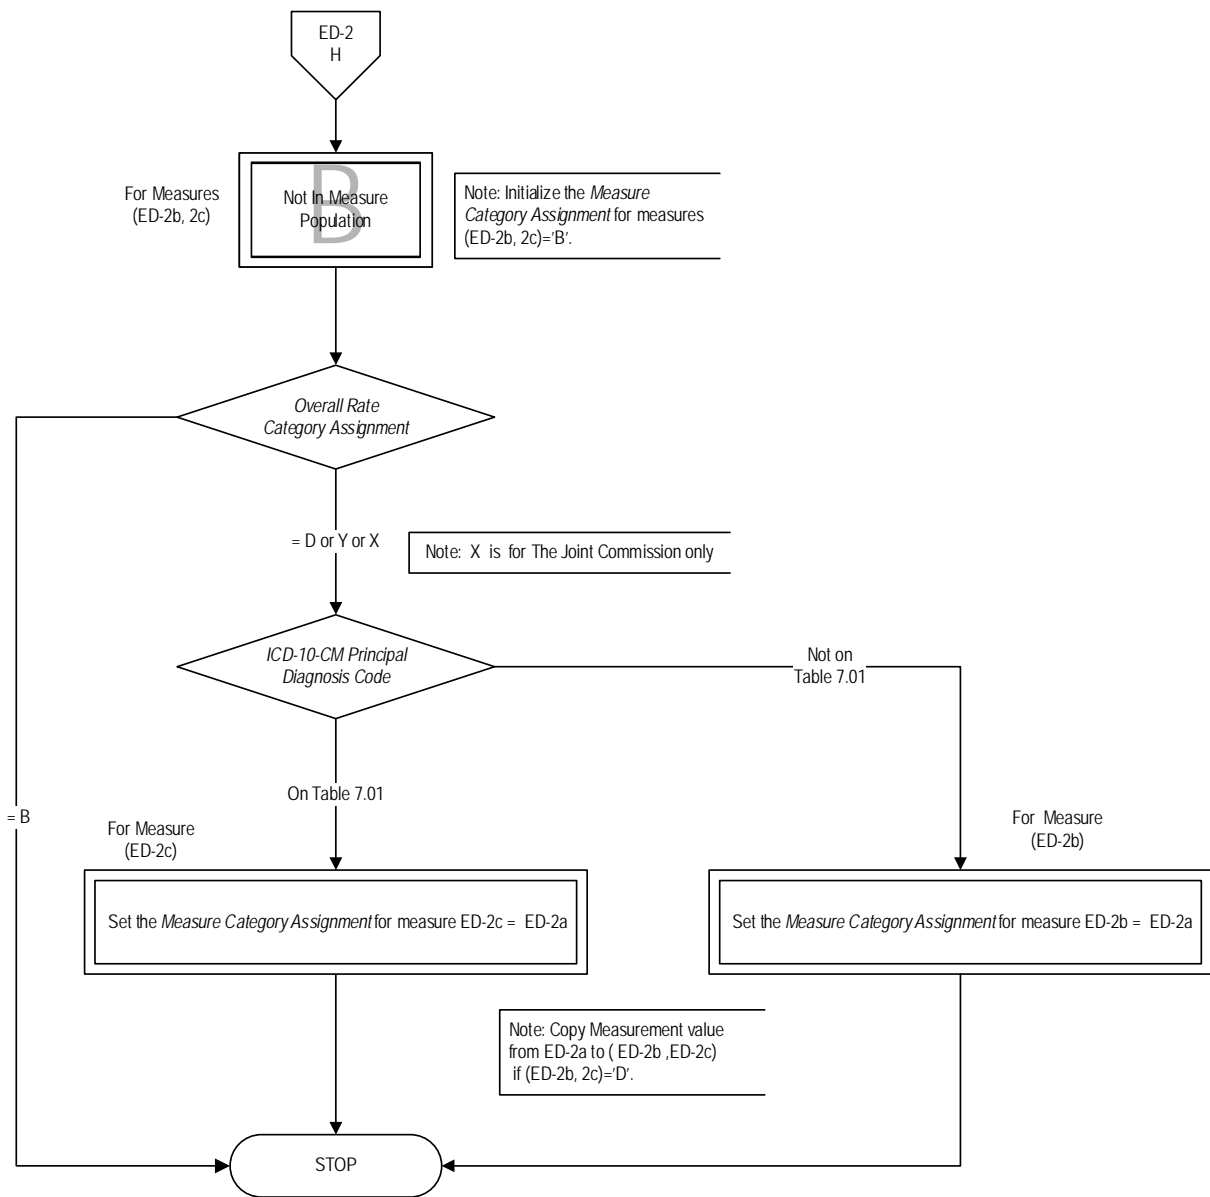 ED-2
H
For Measures
(ED-2b, 2c)
B
Not In Measure
Population
Note: Initialize the Measure
Category Assignment for measures
(ED-2b, 2c)='B'.
Overall Rate
Category Assignment
= D or Y or X
Note: X is for The Joint Commission only
ICD-10-CM Principal
Diagnosis Code
Not on
Table 7.01
On Table 7.01
= B
For Measure
(ED-2c)
For Measure
(ED-2b)
Set the Measure Category Assignment for measure ED-2c = ED-2a
Set the Measure Category Assignment for measure ED-2b = ED-2a
Note: Copy Measurement value
from ED-2a to ( ED-2b ,ED-2c)
if (ED-2b, 2c)='D'.
STOP